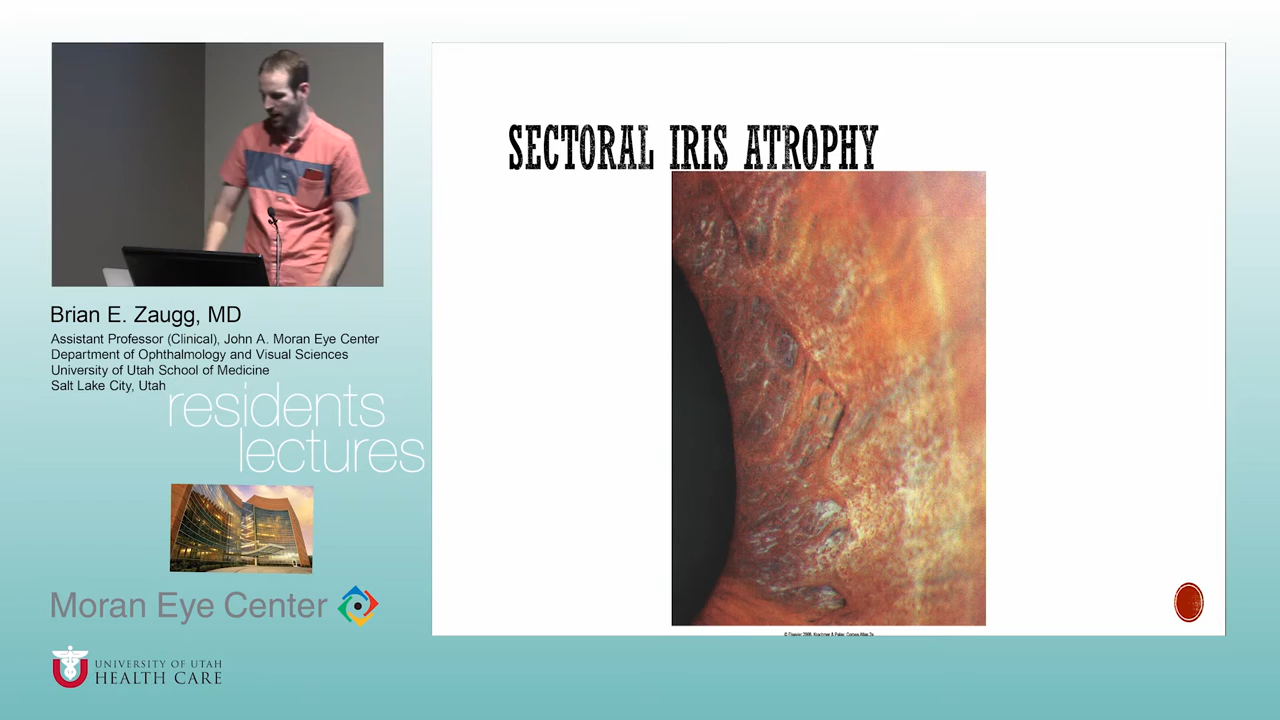 SECTORAL IRIS ATROPHY
Brian E. Zaugg, MD
Assistant Professor (Clinical), John A. Moran Eye Center
Department of Ophthalmology and Visual Sciences
University of Utah School of Medicine
Salt Lake City, Utah
residents
lectures
Moran Eye Center
UNIVERSITY OF UTAH
HEALTH CARE